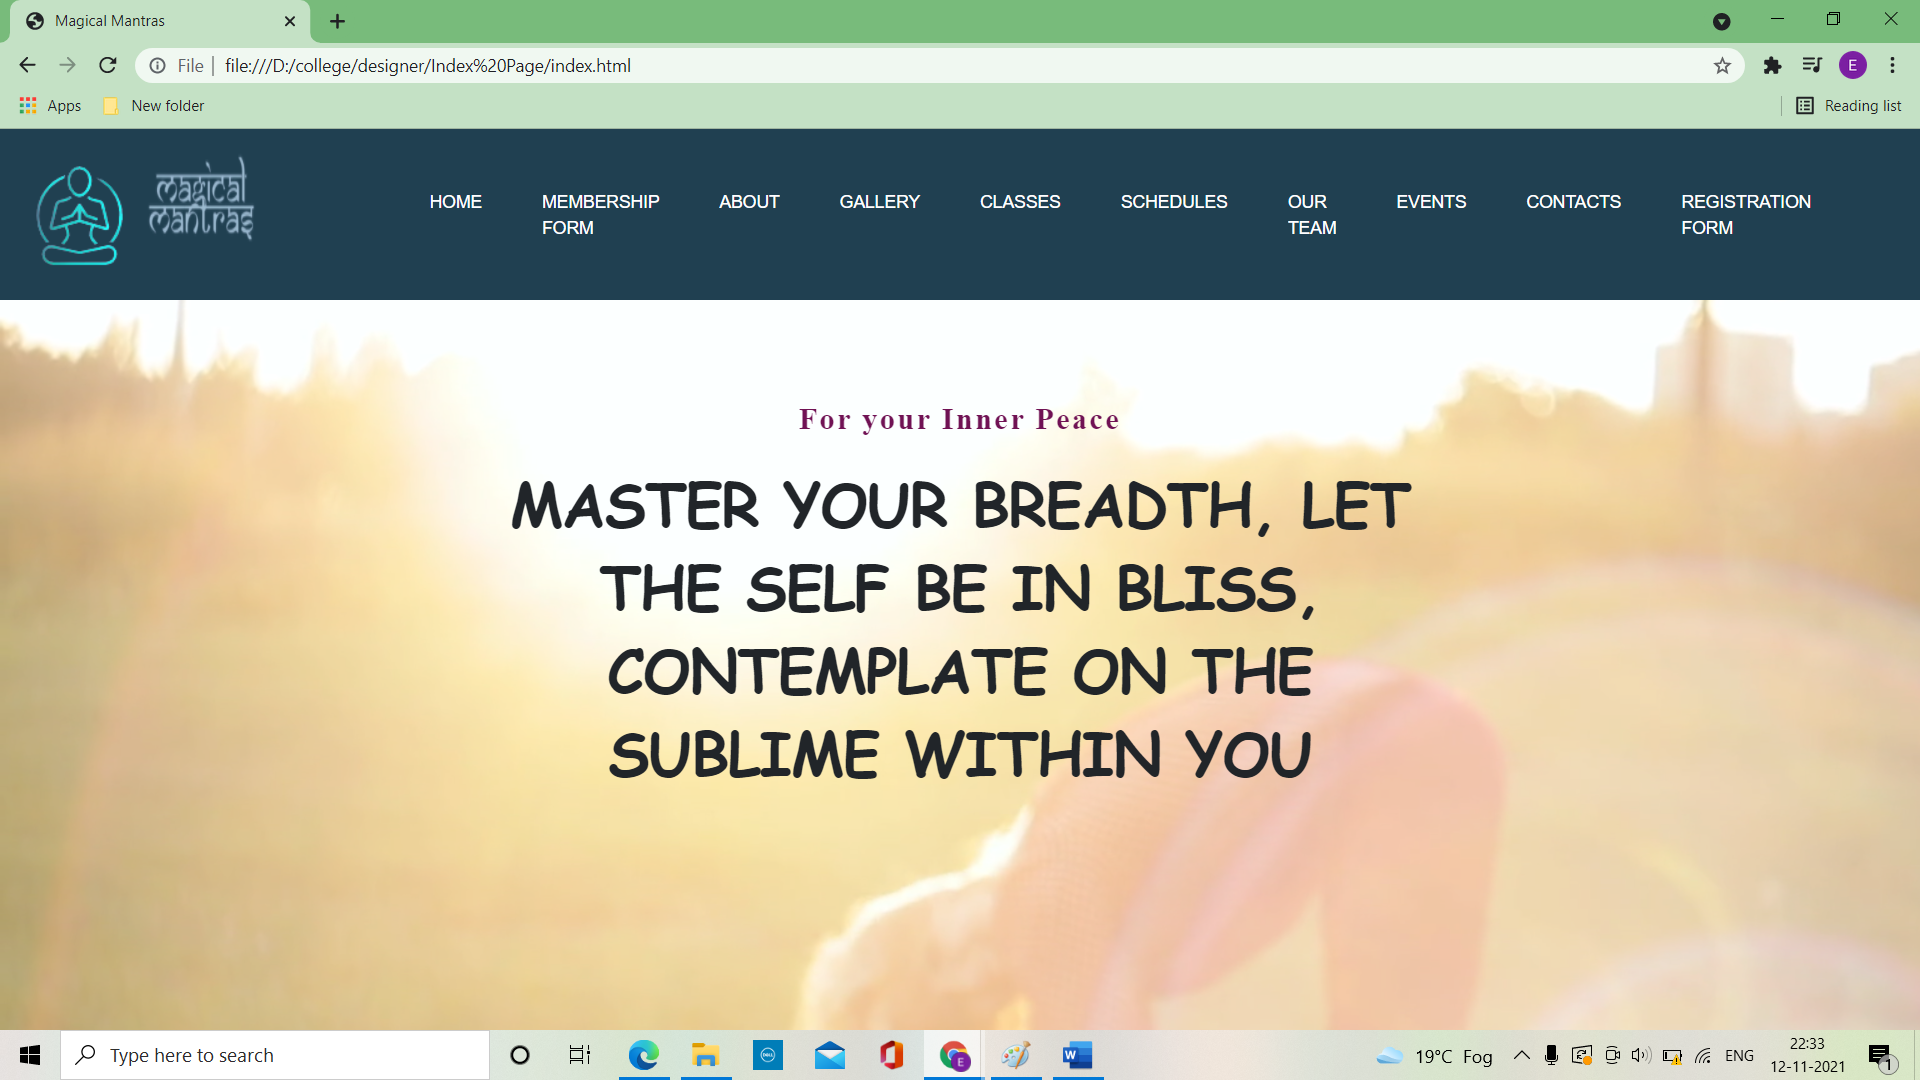 Magical Mantras
File
file:///D:/college/designer/Index%20Page/index.html
E
Apps
New folder
Reading list
magical
mantras
HOME
MEMBERSHIP
FORM
ABOUT
GALLERY
CLASSES
SCHEDULES
OUR
TEAM
EVENTS
CONTACTS
REGISTRATION
FORM
For your Inner Peace
MASTER YOUR BREADTH, LET
THE SELF BE IN BLISS,
CONTEMPLATE ON THE
SUBLIME WITHIN YOU
Type here to search
DELL
E
W
19°C Fog
ENG
22:33
12-11-2021
1